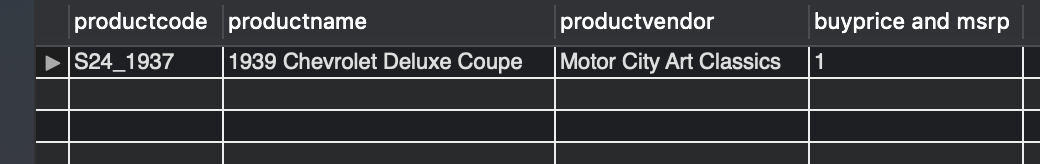 productcode productname productvendor buyprice and msrp
S24_1937 1939 Chevrolet Deluxe Coupe Motor City Art Classics 1